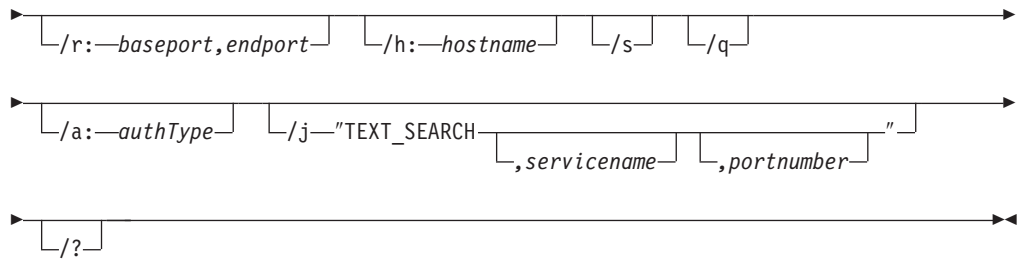 /r: baseport,endport /h: hostname /s /q
/a: authType /j "TEXT_SEARCH ,servicename ,portnumber "
/?